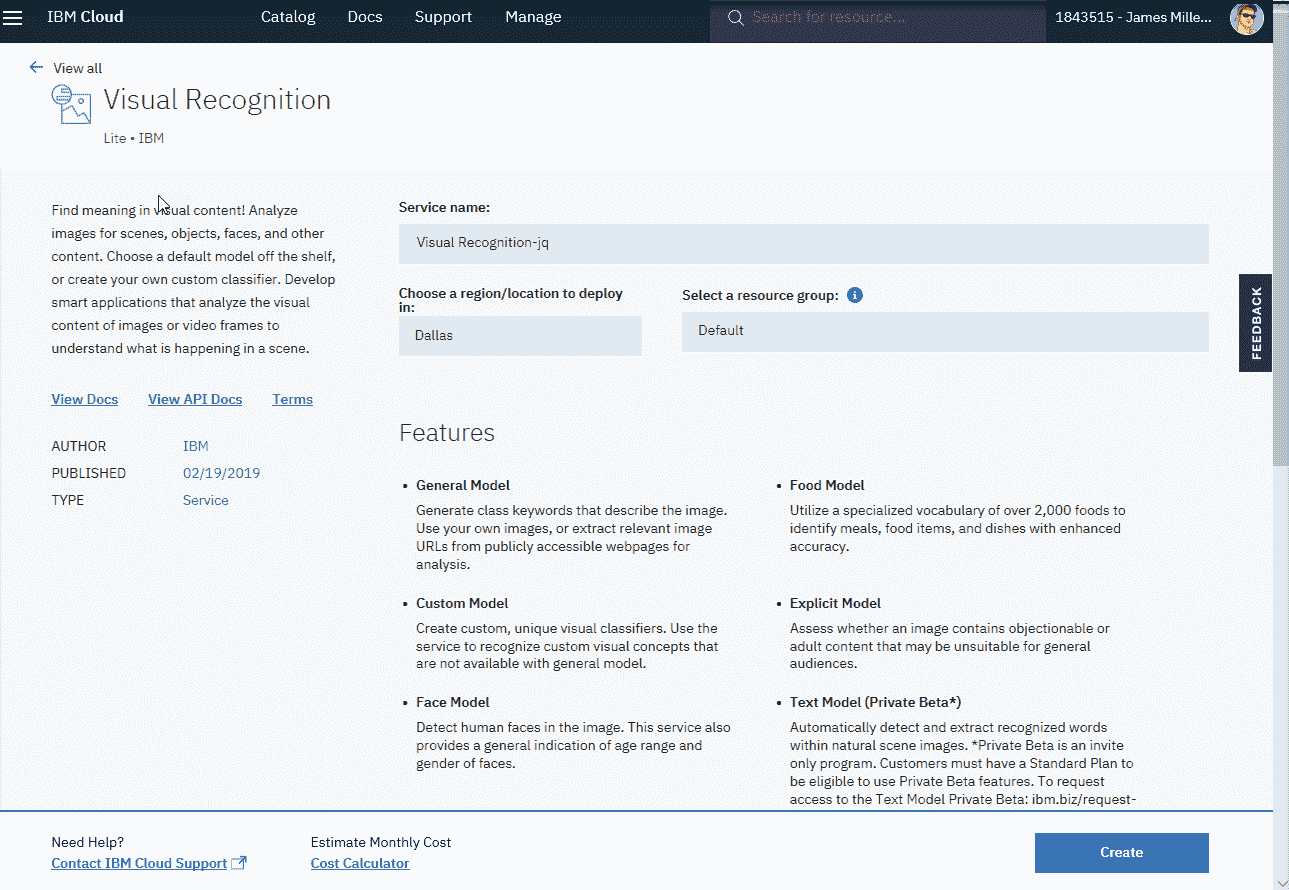 IBM Cloud
Catalog
Docs
Support
Manage
Search for resource...
1843515 - James Mille...
View all
Visual Recognition
Lite • IBM
Find meaning in visual content! Analyze
images for scenes, objects, faces, and other
content. Choose a default model off the shelf,
or create your own custom classifier. Develop
smart applications that analyze the visual
content of images or video frames to
understand what is happening in a scene.
View Docs
View API Docs
Terms
AUTHOR IBM
PUBLISHED 02/19/2019
TYPE Service
Service name:
Visual Recognition-jq
Choose a region/location to deploy
in:
Dallas
Select a resource group:
Default
Features
• General Model
Generate class keywords that describe the image.
Use your own images, or extract relevant image
URLs from publicly accessible webpages for
analysis.
• Food Model
Utilize a specialized vocabulary of over 2,000 foods to
identify meals, food items, and dishes with enhanced
accuracy.
• Custom Model
Create custom, unique visual classifiers. Use the
service to recognize custom visual concepts that
are not available with general model.
• Explicit Model
Assess whether an image contains objectionable or
adult content that may be unsuitable for general
audiences.
• Face Model
Detect human faces in the image. This service also
provides a general indication of age range and
gender of faces.
• Text Model (Private Beta*)
Automatically detect and extract recognized words
within natural scene images. *Private Beta is an invite
only program. Customers must have a Standard Plan to
be eligible to use Private Beta features. To request
access to the Text Model Private Beta: ibm.biz/request-
FEEDBACK
Need Help?
Contact IBM Cloud Support
Estimate Monthly Cost
Cost Calculator
Create